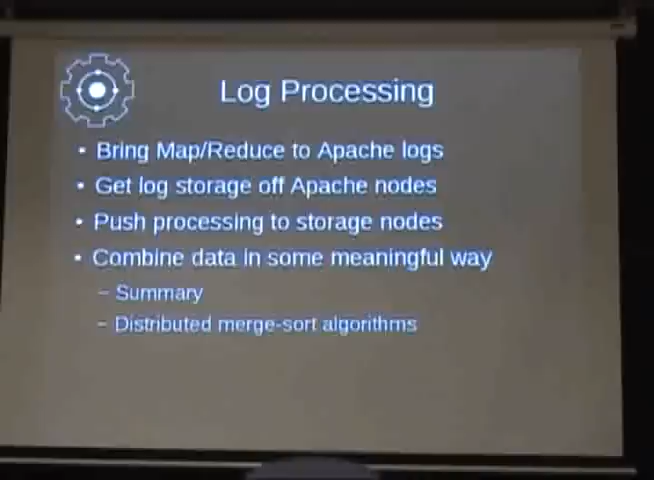 Log Processing
• Bring Map/Reduce to Apache logs
• Get log storage off Apache nodes
• Push processing to storage nodes
• Combine data in some meaningful way
– Summary
– Distributed merge-sort algorithms